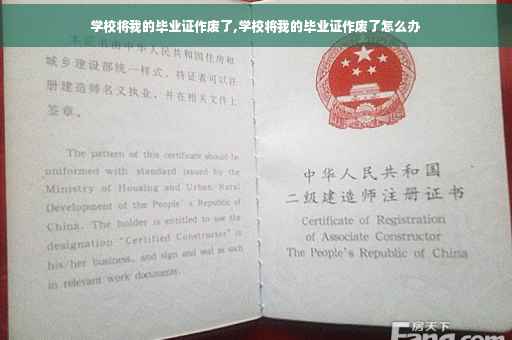 学校将我的毕业证作废了,学校将我的毕业证作废了怎么办
本证书由中华人民共和国住房和
城乡建设部统一样式，持证表可以注
册建造师名义执业，并在相关文件上
签章。
The pattern of this certificate should be
uniformed with standard issued by the
Ministry of Housing and Urban Rural
Development of the People's Republic of
China. The holder is entitled to use the
designation "Certified Constructor" in
his/her business, and sign and seal as such
in relevant work documents.
中华人民共和国
二级建造师注册证书
Certificate of Registration
of Associate Constructor
The People's Republic of China
房天下
Fang.com